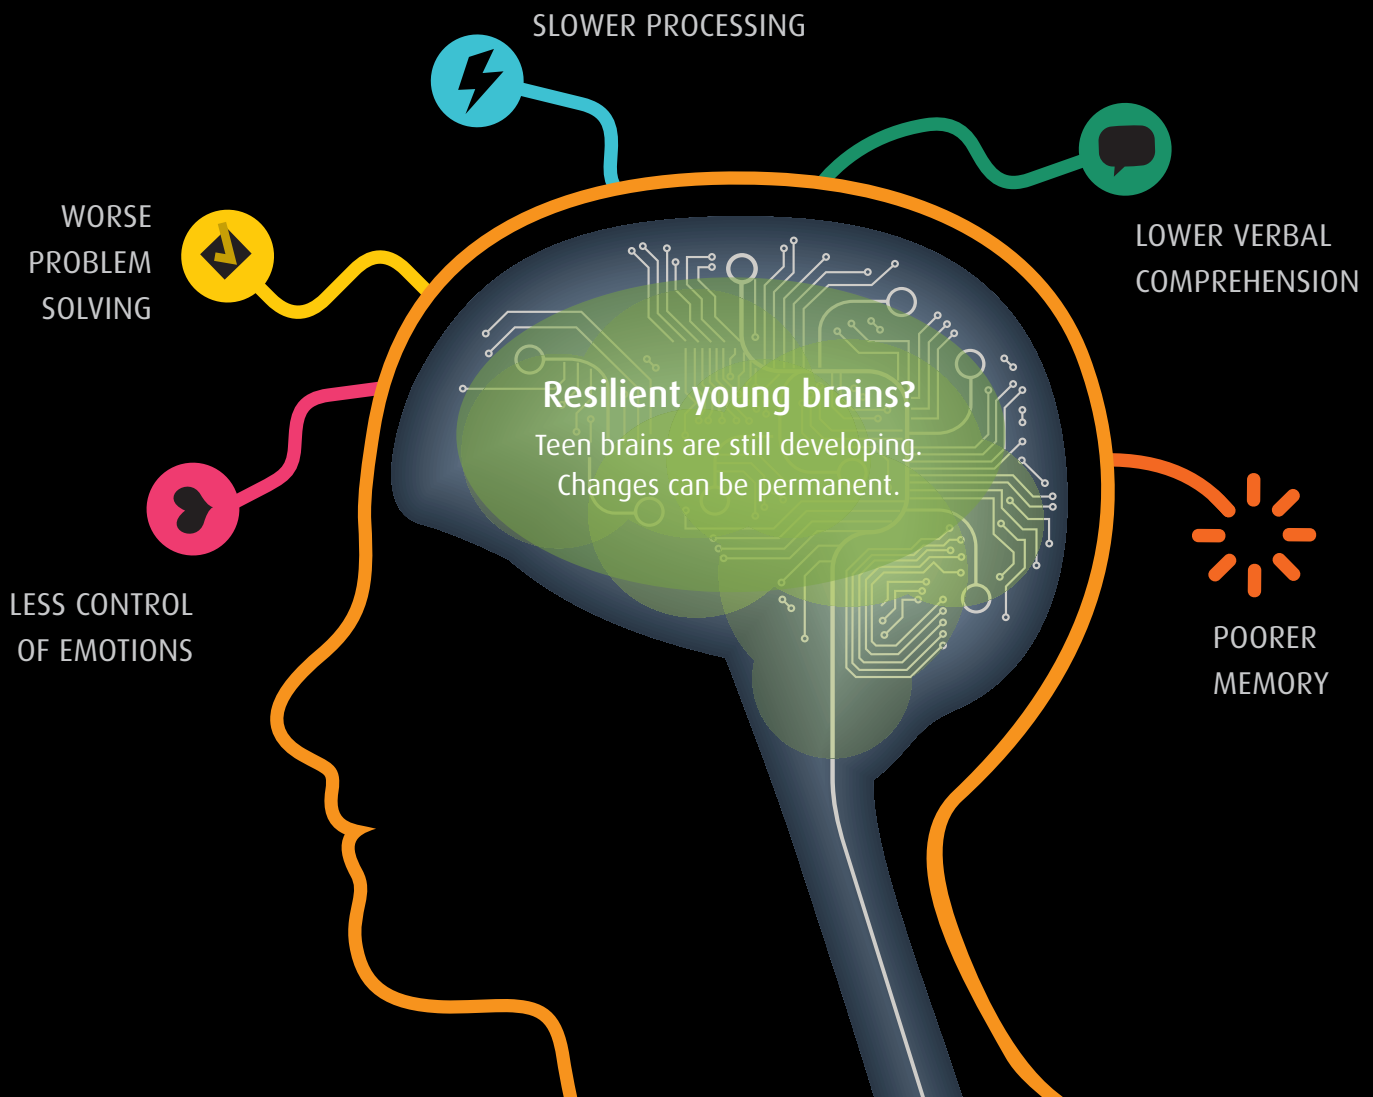 SLOWER PROCESSING
WORSE
PROBLEM
SOLVING
LOWER VERBAL
COMPREHENSION
Resilient young brains?
Teen brains are still developing.
Changes can be permanent.
LESS CONTROL
OF EMOTIONS
POORER
MEMORY